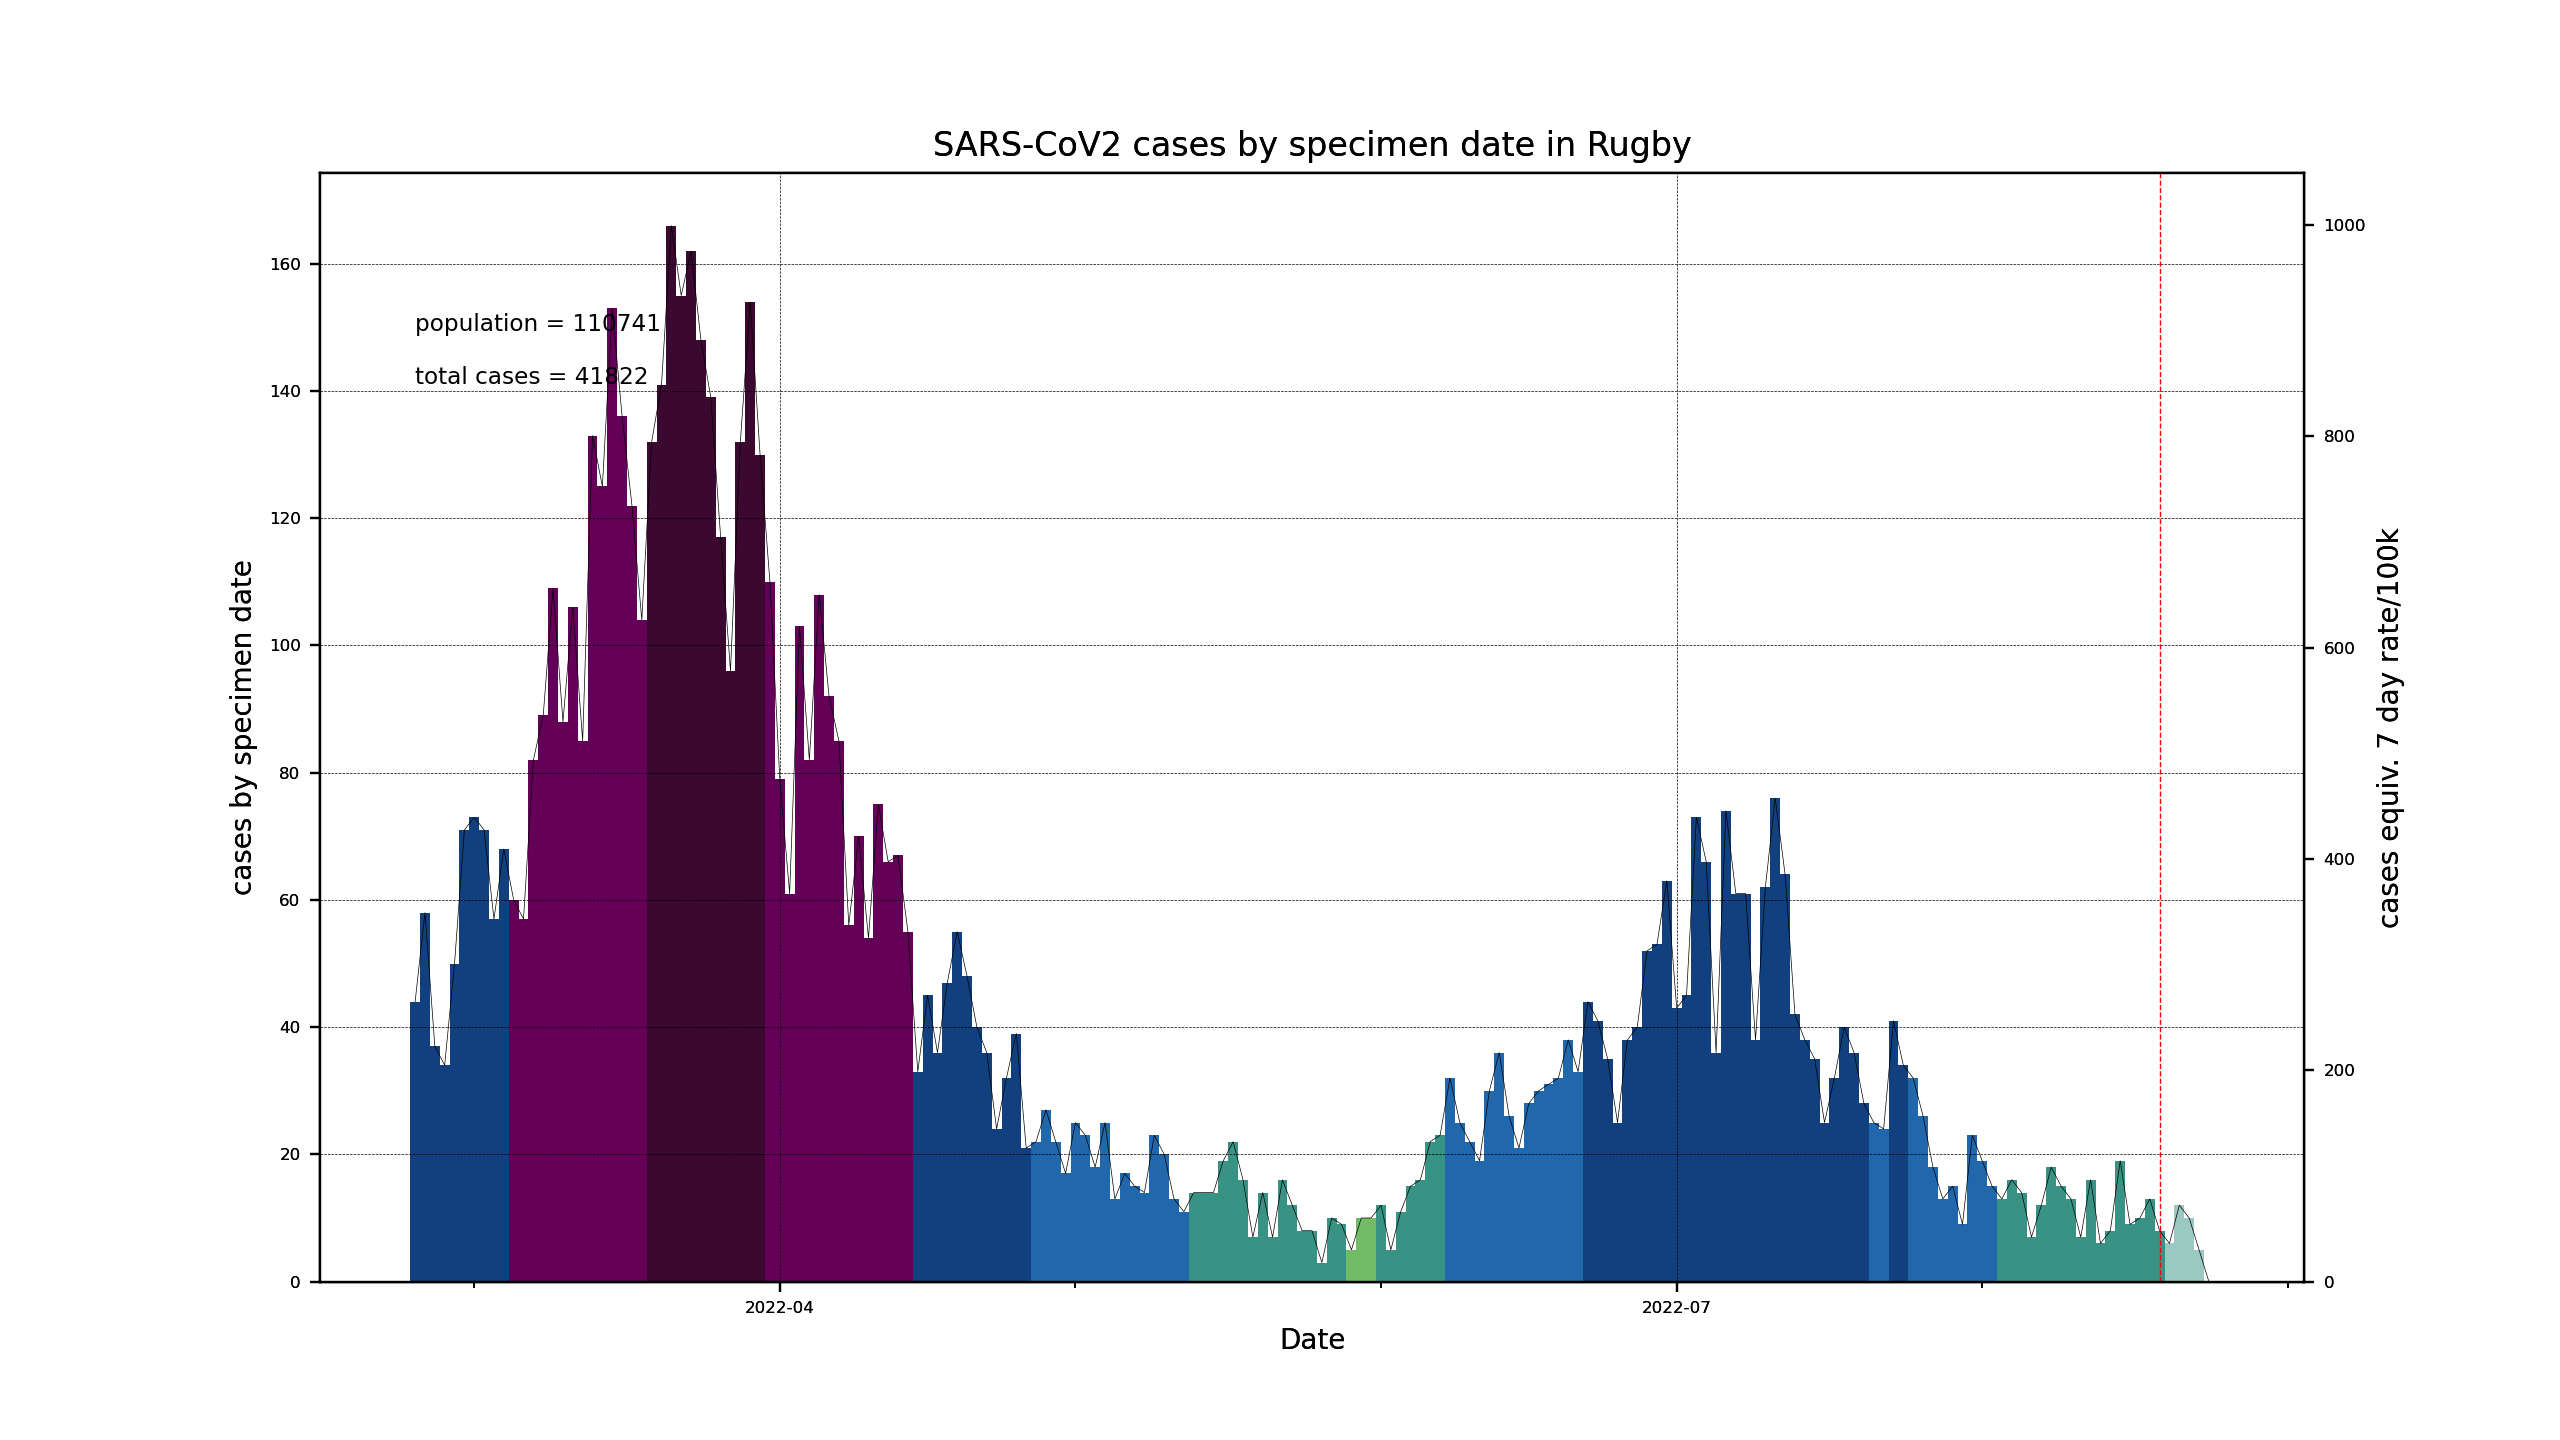 SARS-CoV2 cases by specimen date in Rugby
population = 110741
total cases = 41822
cases by specimen date
160
140
120
100
80
60
40
20
0
1000
800
600
400
200
0
cases equiv. 7 day rate/100k
2022-04
2022-07
Date